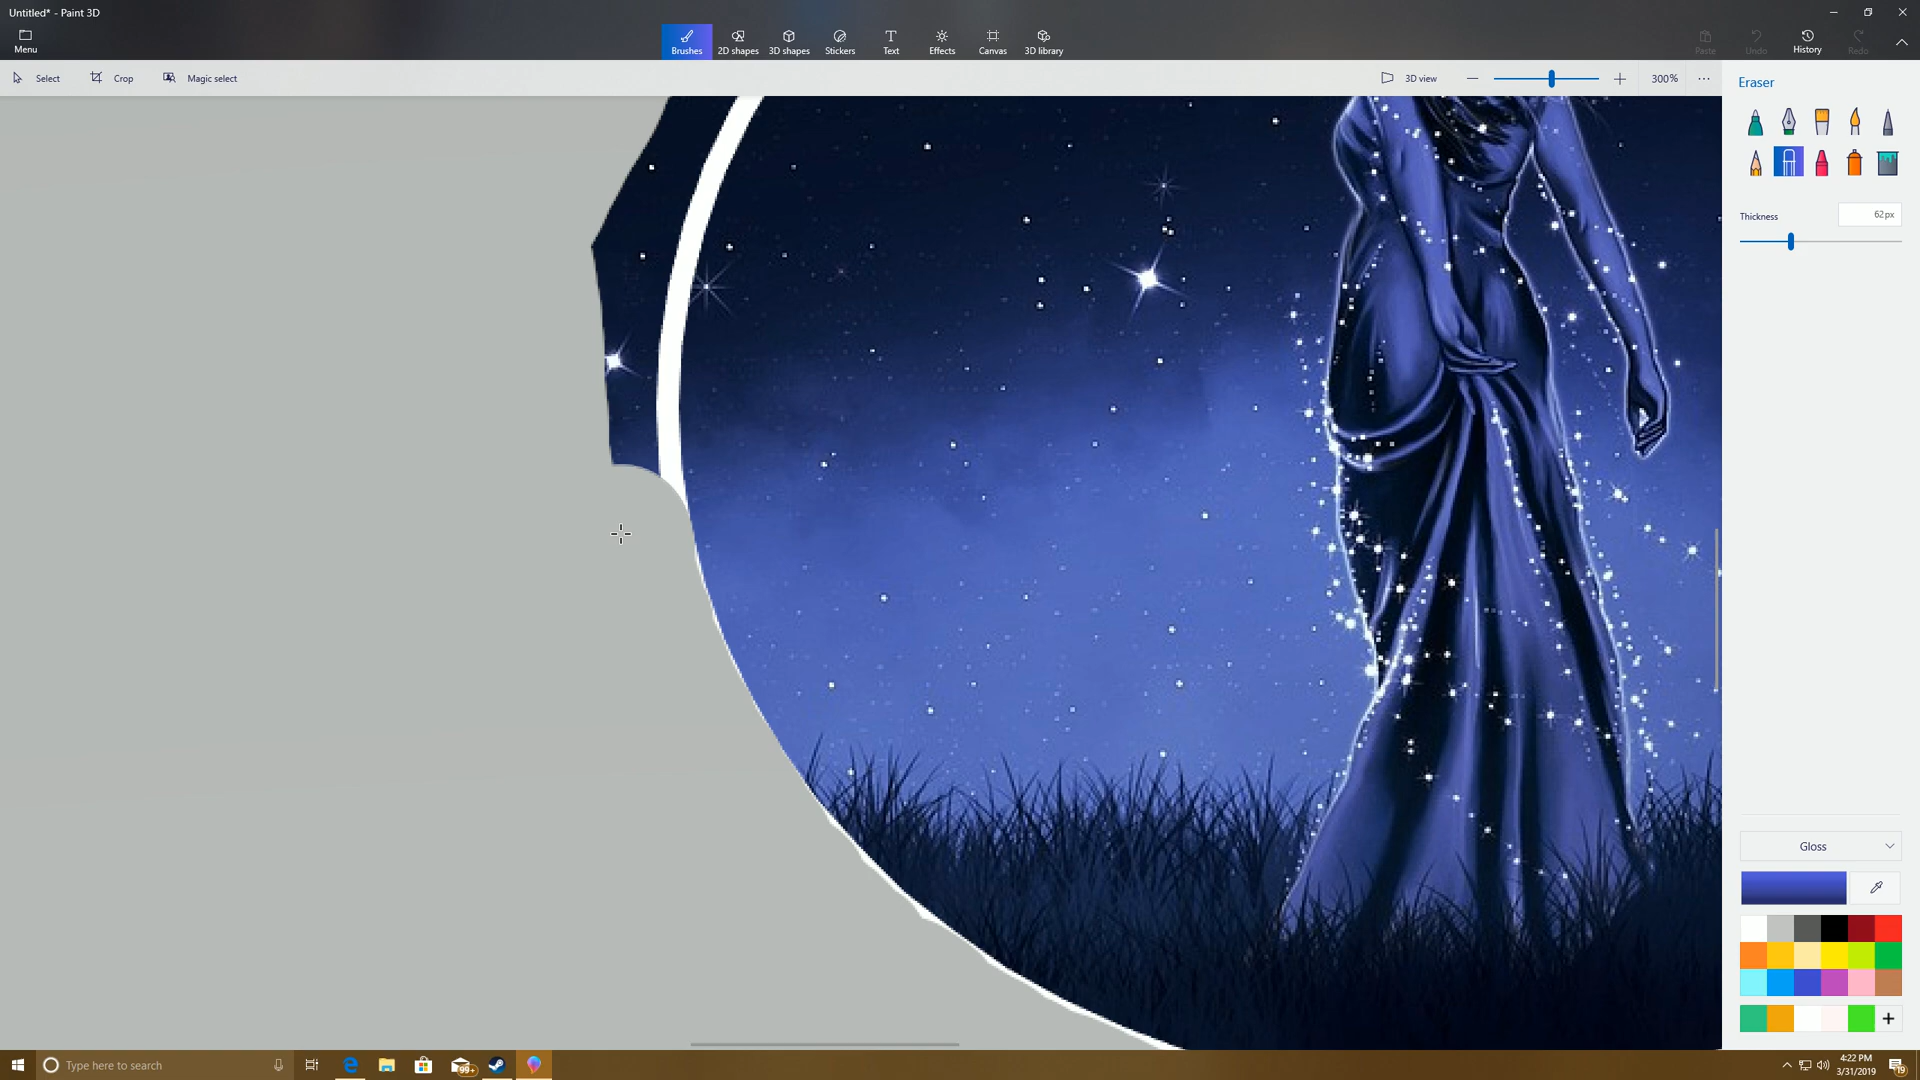 Untitled* - Paint 3D
Menu
Brushes
2D shapes
3D shapes
Stickers
Text
Effects
Canvas
3D library
Paste
Undo
History
Redo
Select
Crop
Magic select
3D view
300%
Eraser
Thickness
62px
Gloss
Type here to search
99+
4:22 PM
3/31/2019
19